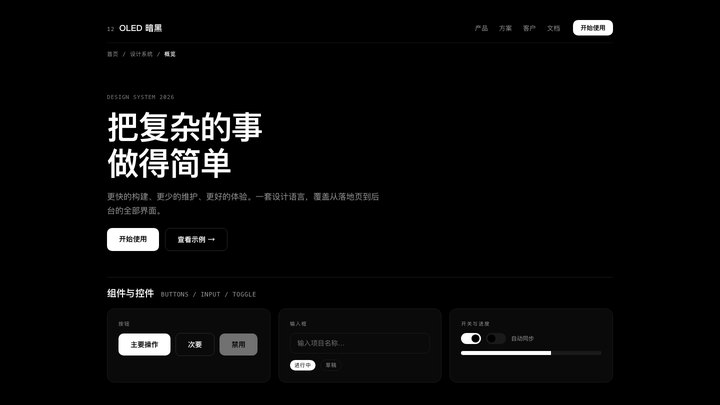 12 OLED 暗黑
产品 方案 客户 文档 开始使用
首页 / 设计系统 / 概览
DESIGN SYSTEM 2026
把复杂的事
做得简单
更快的构建、更少的维护、更好的体验。一套设计语言，覆盖从落地页到后
台的全部界面。
开始使用 查看示例 →
组件与控件 BUTTONS / INPUT / TOGGLE
按钮
主要操作 次要 禁用
输入框
输入项目名称…
进行中 草稿
开关与进度
自动同步